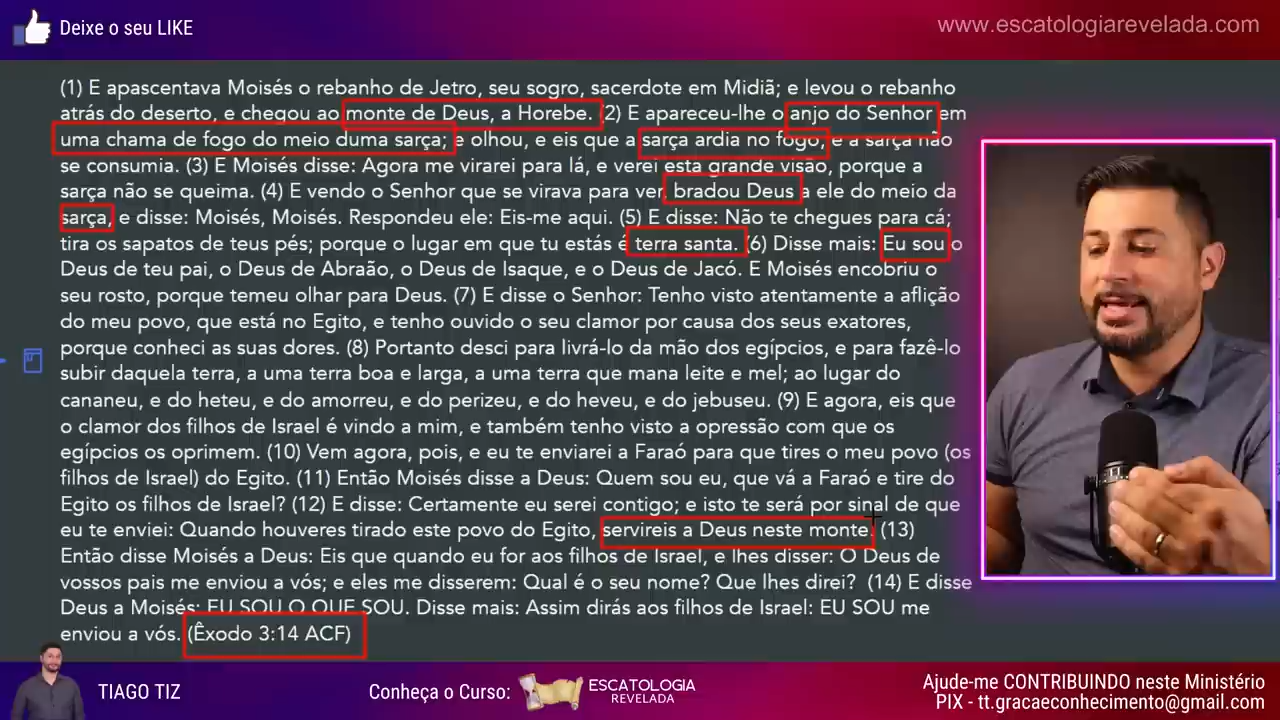 Deixe o seu LIKE
www.escatologiarevelada.com
(1) E apascentava Moisés o rebanho de Jetro, seu sogro, sacerdote em Midiã; e levou o rebanho
atrás do deserto, e chegou ao monte de Deus, a Horebe. (2) E apareceu-lhe o anjo do Senhor em
uma chama de fogo do meio duma sarça; e olhou, e eis que a sarça ardia no fogo, e a sarça não
se consumia. (3) E Moisés disse: Agora me virarei para lá, e verei esta grande visão, porque a
sarça não se queima. (4) E vendo o Senhor que se virava para ver, bradou Deus a ele do meio da
sarça, e disse: Moisés, Moisés. Respondeu ele: Eis-me aqui. (5) E disse: Não te chegues para cá;
tira os sapatos de teus pés; porque o lugar em que tu estás é terra santa. (6) Disse mais: Eu sou o
Deus de teu pai, o Deus de Abraão, o Deus de Isaque, e o Deus de Jacó. E Moisés encobriu o
seu rosto, porque temeu olhar para Deus. (7) E disse o Senhor: Tenho visto atentamente a aflição
do meu povo, que está no Egito, e tenho ouvido o seu clamor por causa dos seus exatores,
porque conheci as suas dores. (8) Portanto desci para livrá-lo da mão dos egípcios, e para fazê-lo
subir daquela terra, a uma terra boa e larga, a uma terra que mana leite e mel; ao lugar do
cananeu, e do heteu, e do amorreu, e do perizeu, e do heveu, e do jebuseu. (9) E agora, eis que
o clamor dos filhos de Israel é vindo a mim, e também tenho visto a opressão com que os
egípcios os oprimem. (10) Vem agora, pois, e eu te enviarei a Faraó para que tires o meu povo (os
filhos de Israel) do Egito. (11) Então Moisés disse a Deus: Quem sou eu, que vá a Faraó e tire do
Egito os filhos de Israel? (12) E disse: Certamente eu serei contigo; e isto te será por sinal de que
eu te enviei: Quando houveres tirado este povo do Egito, servireis a Deus neste monte. (13)
Então disse Moisés a Deus: Eis que quando eu for aos filhos de Israel, e lhes disser: O Deus de
vossos pais me enviou a vós; e eles me disserem: Qual é o seu nome? Que lhes direi? (14) E disse
Deus a Moisés: EU SOU O QUE SOU. Disse mais: Assim dirás aos filhos de Israel: EU SOU me
enviou a vós. (Êxodo 3:14 ACF)
TIAGO TIZ
Conheça o Curso:
ESCATOLOGIA
REVELADA
Ajude-me CONTRIBUINDO neste Ministério
PIX - tt.gracaeconhecimento@gmail.com